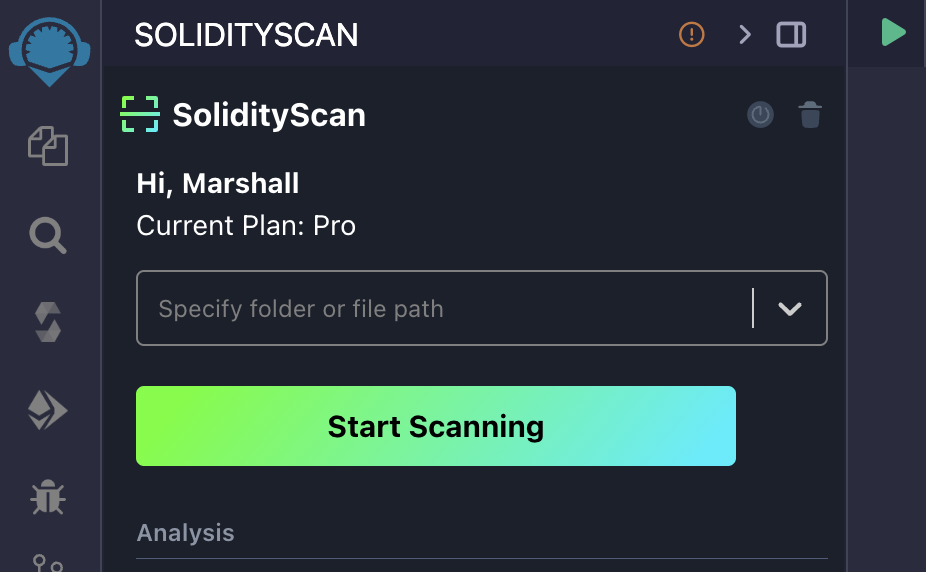 SOLIDITYSCAN
SolidityScan
Hi, Marshall
Current Plan: Pro
Specify folder or file path
Start Scanning
Analysis